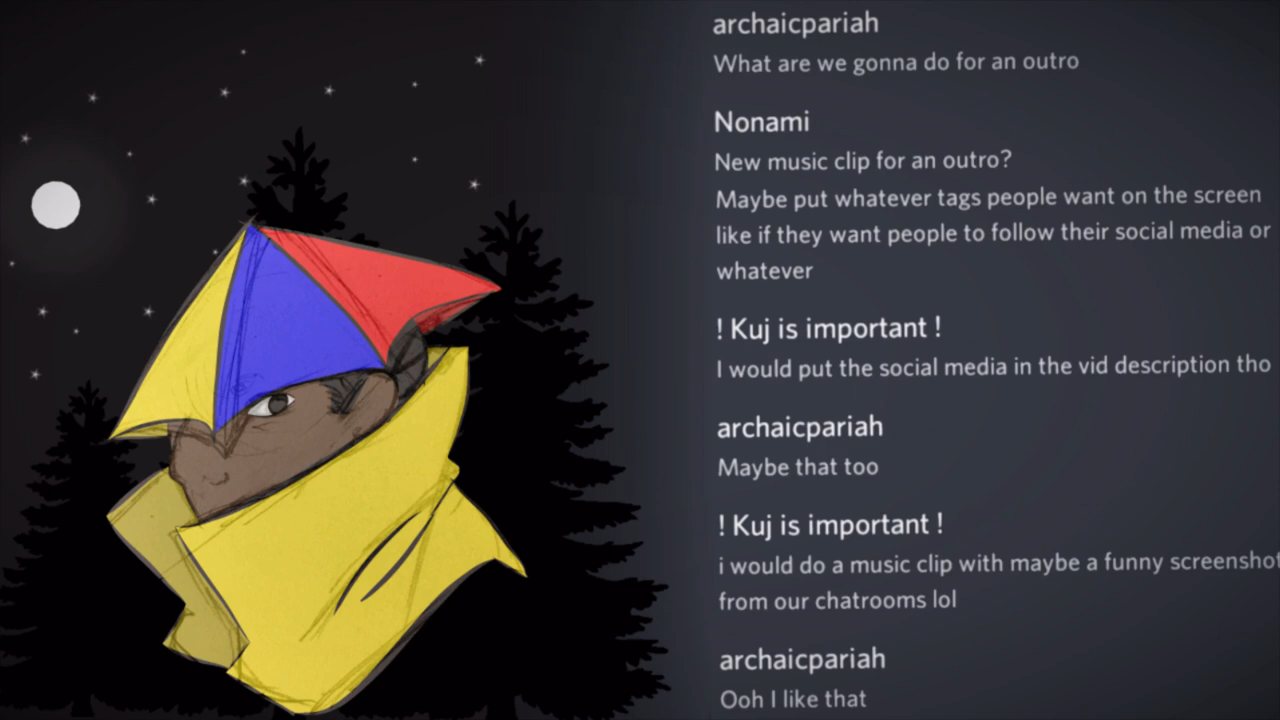 archaicpariah
What are we gonna do for an outro
Nonami
New music clip for an outro?
Maybe put whatever tags people want on the screen
like if they want people to follow their social media or
whatever
! Kuj is important !
I would put the social media in the vid description tho
archaicpariah
Maybe that too
! Kuj is important !
i would do a music clip with maybe a funny screenshot
from our chatrooms lol
archaicpariah
Ooh I like that